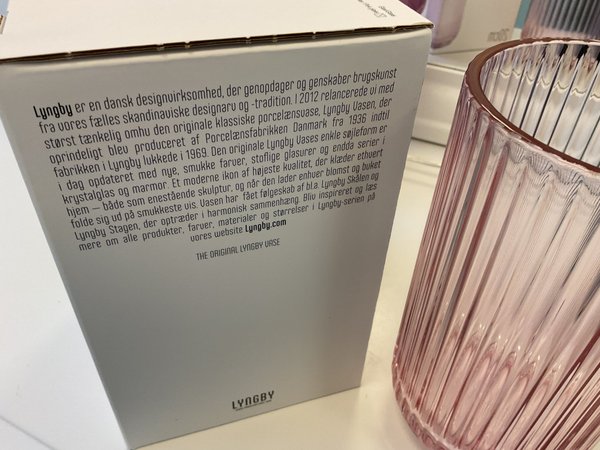 Lyngby er en dansk designvirksomhed, der genopdager og genskaber brugskunst
fra vores fælles skandinaviske designarv og -tradition. I 2012 relancerede vi med
størst tænkelig omhu den originale klassiske porcelænsvase, Lyngby Vasen, der
oprindeligt blev produceret af Porcelænsfabrikken Danmark fra 1936 indtil
fabrikken i Lyngby lukkede i 1969. Den originale Lyngby Vases enkle søjleform er
i dag opdateret med nye, smukke farver, stoflige glasurer og endda serier i
krystalglas og marmor. Et moderne ikon af højeste kvalitet, der klæder ethvert
hjem – både som enestående skulptur, og når den lader enhver blomst og buket
folde sig ud på smukkeste vis. Vasen har fået følgeskab af bl.a. Lyngby Skålen og
Lyngby Stagen, der optræder i harmonisk sammenhæng. Bliv inspireret og læs
mere om alle produkter, farver, materialer og størrelser i Lyngby-serien på
vores website Lyngby.com
THE ORIGINAL LYNGBY VASE
LYNGBY